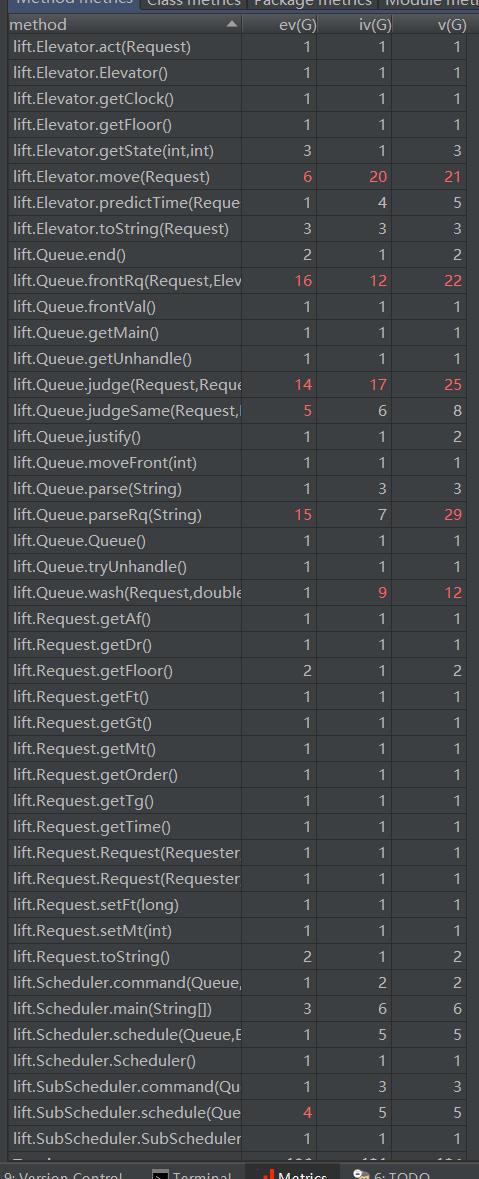 Method metrics Class metrics Package metrics Module metri
method ev(G) iv(G) v(G)
lift.Elevator.act(Request) 1 1 1
lift.Elevator.Elevator() 1 1 1
lift.Elevator.getClock() 1 1 1
lift.Elevator.getFloor() 1 1 1
lift.Elevator.getState(int,int) 3 1 3
lift.Elevator.move(Request) 6 20 21
lift.Elevator.predictTime(Reque 1 4 5
lift.Elevator.toString(Request) 3 3 3
lift.Queue.end() 2 1 2
lift.Queue.frontRq(Request,Elev 16 12 22
lift.Queue.frontVal() 1 1 1
lift.Queue.getMain() 1 1 1
lift.Queue.getUnhandle() 1 1 1
lift.Queue.judge(Request,Reque 14 17 25
lift.Queue.judgeSame(Request, 5 6 8
lift.Queue.justify() 1 1 2
lift.Queue.moveFront(int) 1 1 1
lift.Queue.parse(String) 1 3 3
lift.Queue.parseRq(String) 15 7 29
lift.Queue.Queue() 1 1 1
lift.Queue.tryUnhandle() 1 1 1
lift.Queue.wash(Request,double 1 9 12
lift.Request.getAf() 1 1 1
lift.Request.getDr() 1 1 1
lift.Request.getFloor() 2 1 2
lift.Request.getFt() 1 1 1
lift.Request.getGt() 1 1 1
lift.Request.getMt() 1 1 1
lift.Request.getOrder() 1 1 1
lift.Request.getTg() 1 1 1
lift.Request.getTime() 1 1 1
lift.Request.Request(Requester, 1 1 1
lift.Request.Request(Requester, 1 1 1
lift.Request.setFt(long) 1 1 1
lift.Request.setMt(int) 1 1 1
lift.Request.toString() 2 1 2
lift.Scheduler.command(Queue, 1 2 2
lift.Scheduler.main(String[]) 3 6 6
lift.Scheduler.schedule(Queue,E 1 5 5
lift.Scheduler.Scheduler() 1 1 1
lift.SubScheduler.command(Qu 1 3 3
lift.SubScheduler.schedule(Que 4 5 5
lift.SubScheduler.SubScheduler 1 1 1
9: Version Control Terminal Metrics 6: TODO